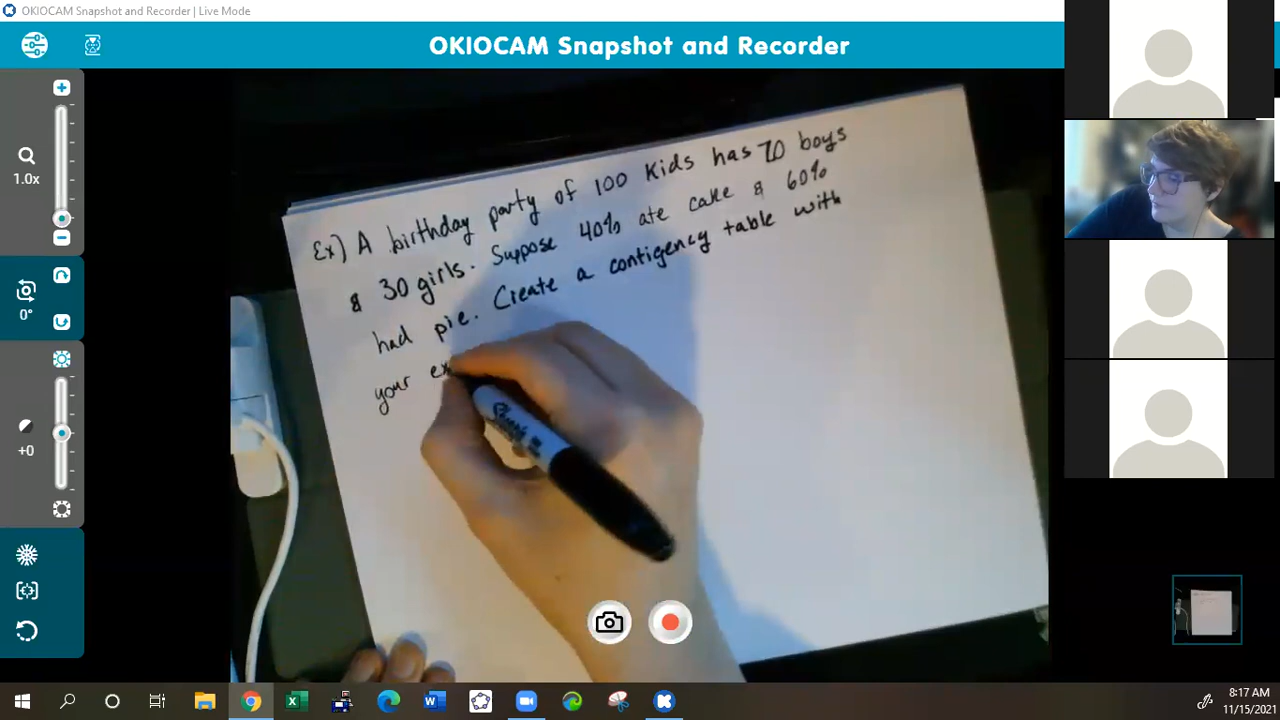 OKIOCAM Snapshot and Recorder | Live Mode
OKIOCAM Snapshot and Recorder
1.0x
0°
+0
Ex) A birthday party of 100 Kids has 70 boys
& 30 girls. Suppose 40% ate cake & 60%
had pie. Create a contigency table with
your ex
Sharpie
8:17 AM
11/15/2021